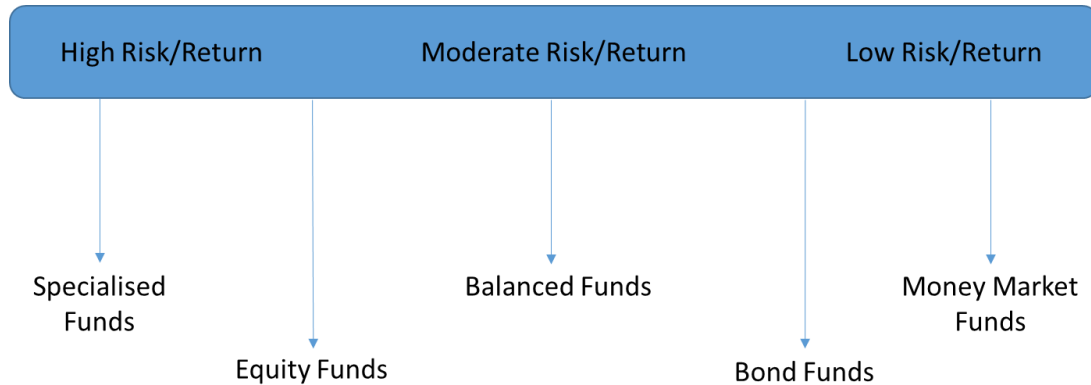 High Risk/Return
Moderate Risk/Return
Low Risk/Return
Specialised
Funds
Equity Funds
Balanced Funds
Bond Funds
Money Market
Funds